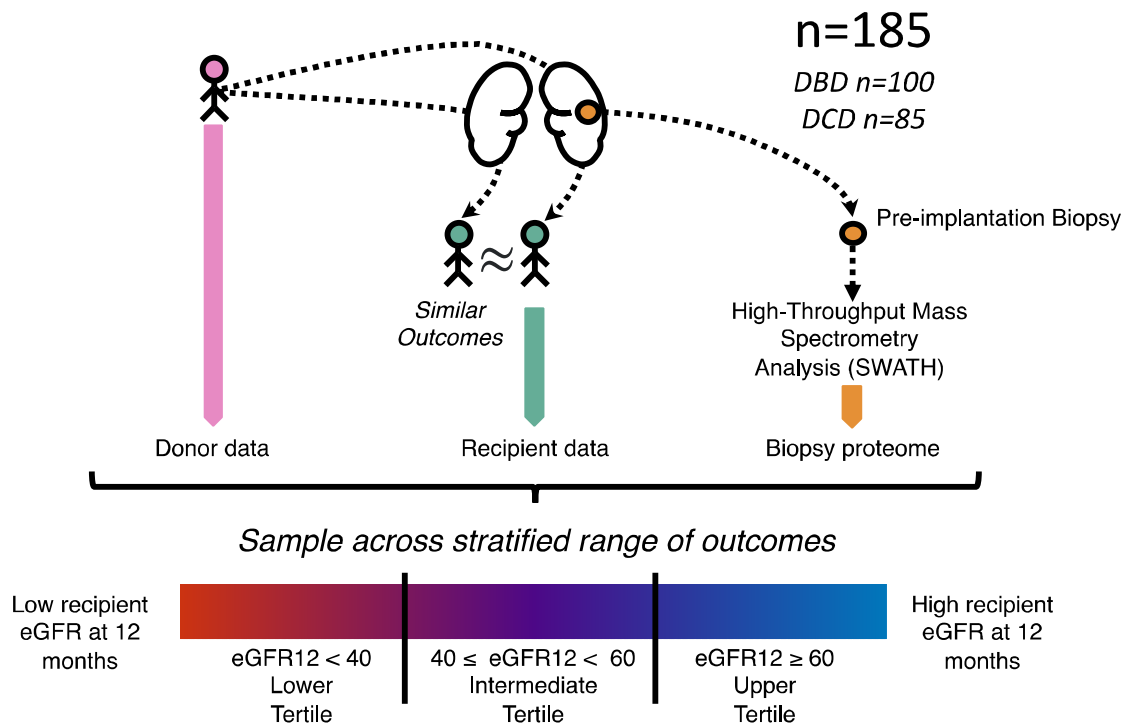 n=185
DBD n=100
DCD n=85
Pre-implantation Biopsy
≈
Similar
Outcomes
High-Throughput Mass
Spectrometry
Analysis (SWATH)
Donor data
Recipient data
Biopsy proteome
Sample across stratified range of outcomes
Low recipient
eGFR at 12
months
High recipient
eGFR at 12
months
eGFR12 < 40
Lower
Tertile
40 ≤ eGFR12 < 60
Intermediate
Tertile
eGFR12 ≥ 60
Upper
Tertile